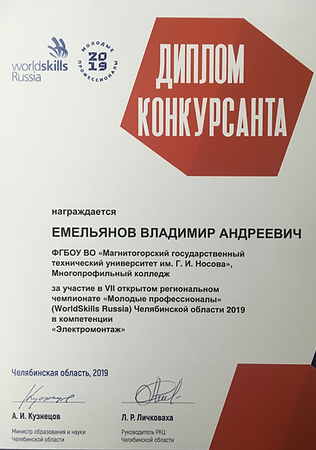 worldskills
Russia
МОЛОДЫЕ
ПРОФЕССИОНАЛЫ
20
19
ДИПЛОМ
КОНКУРСАНТА
награждается
ЕМЕЛЬЯНОВ ВЛАДИМИР АНДРЕЕВИЧ
ФГБОУ ВО «Магнитогорский государственный
технический университет им. Г. И. Носова»,
Многопрофильный колледж
за участие в VII открытом региональном
чемпионате «Молодые профессионалы»
(WorldSkills Russia) Челябинской области 2019
в компетенции
«Электромонтаж»
Челябинская область, 2019
А. И. Кузнецов
Министр образования и науки
Челябинской области
Л. Р. Личковаха
Руководитель РКЦ
Челябинской области